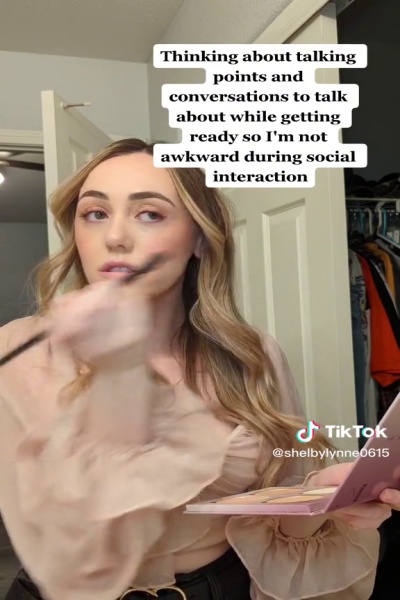 Thinking about talking
points and
conversations to talk
about while getting
ready so I'm not
awkward during social
interaction
TikTok
@shelbylynne0615